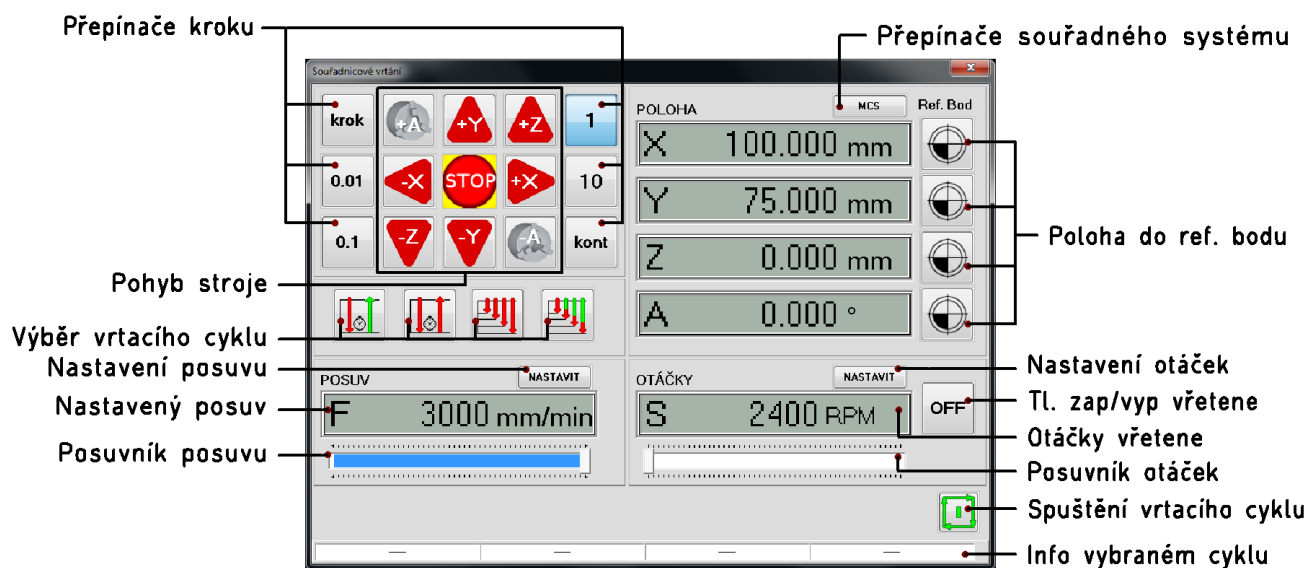 Přepínače kroku
Přepínače souřadného systému
Souřadnicové vrtání
krok
+A
+Y
+Z
1
POLOHA
MCS
Ref. Bod
X 100.000 mm
0.01
-X
STOP
+X
10
Y 75.000 mm
0.1
-Z
-Y
-A
kont
Poloha do ref. bodu
Z 0.000 mm
Pohyb stroje
A 0.000 °
Výběr vrtacího cyklu
Nastavení posuvu
Nastavení otáček
POSUV
NASTAVIT
OTÁČKY
NASTAVIT
Nastavený posuv
F 3000 mm/min
S 2400 RPM
OFF
Tl. zap/vyp vřetene
Otáčky vřetene
Posuvník posuvu
Posuvník otáček
Spuštění vrtacího cyklu
— — — —
Info vybraném cyklu